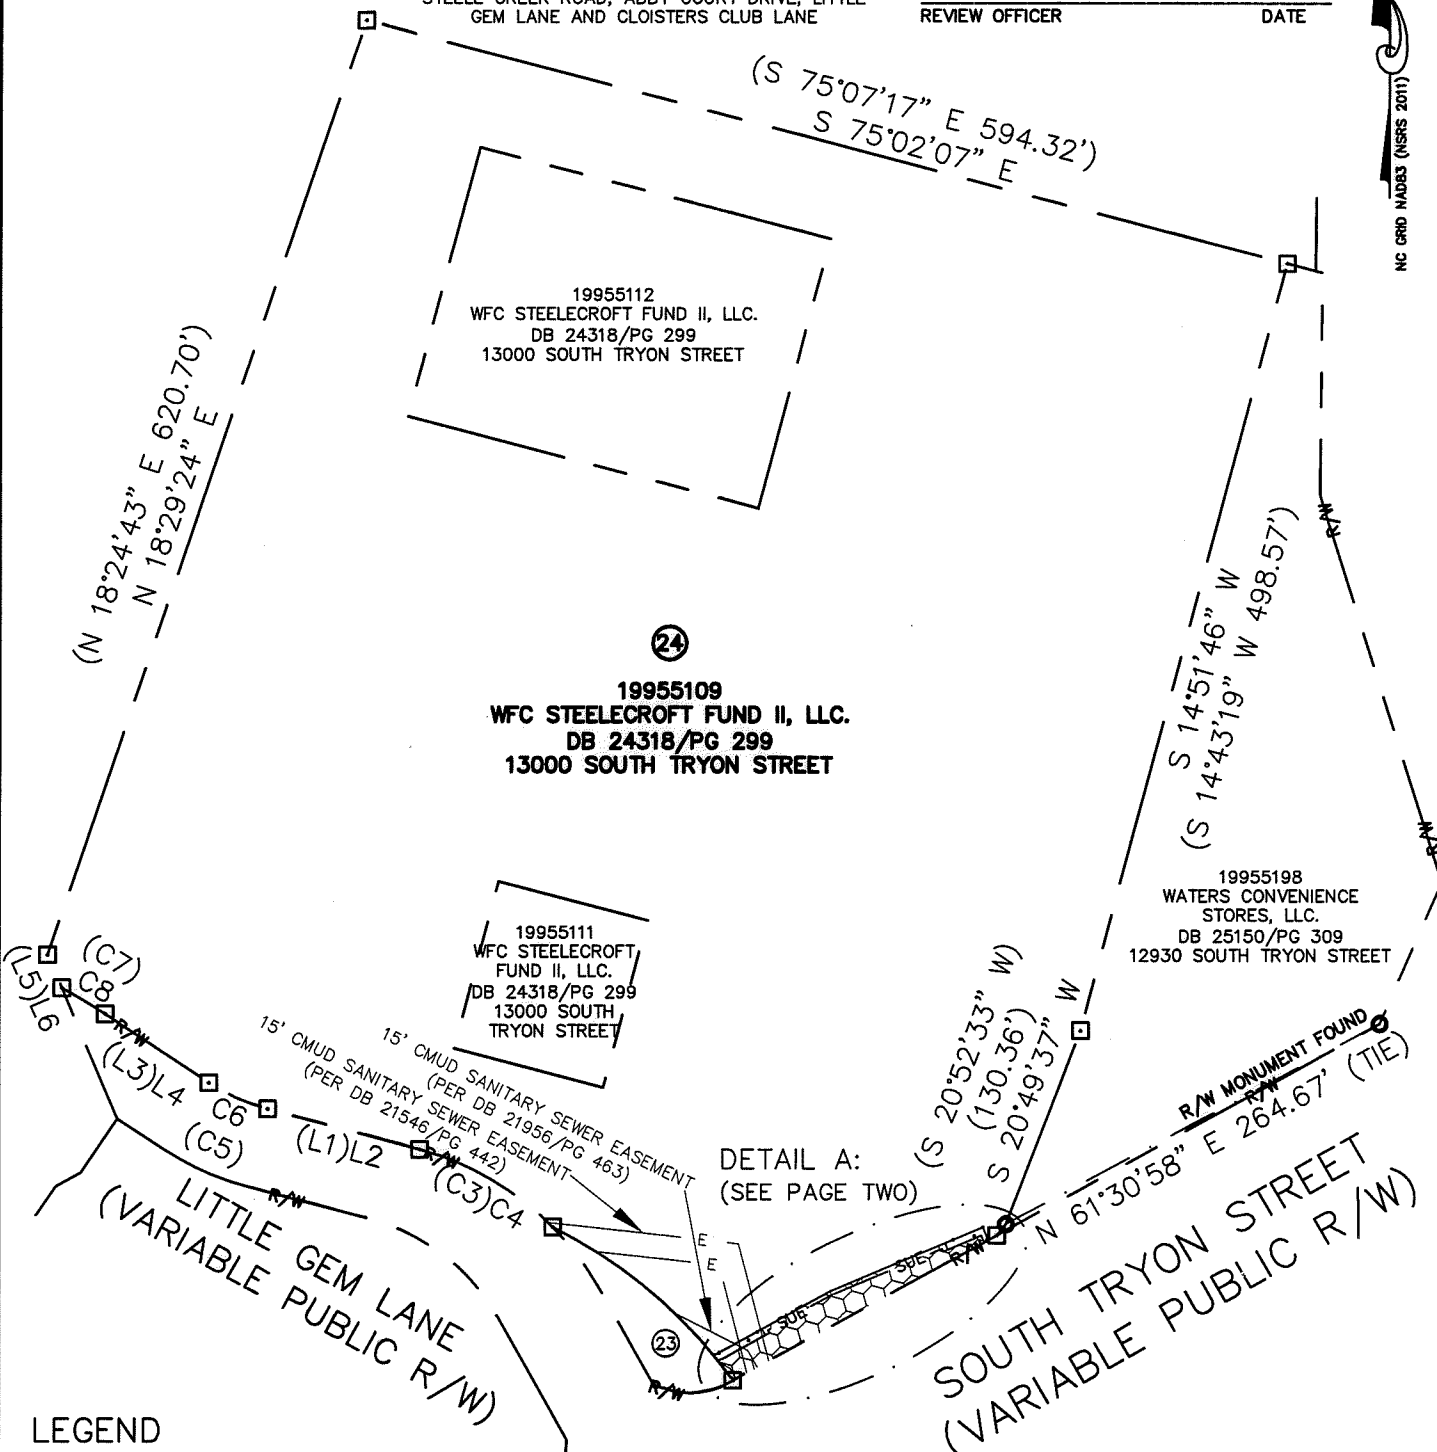 GEM LANE AND CLOISTERS CLUB LANE
REVIEW OFFICER
DATE
NC GRID NAD83 (NSRS 2011)
(S 75°07'17" E 594.32')
S 75°02'07" E
19955112
WFC STEELECROFT FUND II, LLC.
DB 24318/PG 299
13000 SOUTH TRYON STREET
(N 18°24'43" E 620.70')
N 18°29'24" E
R/W
24
19955109
WFC STEELECROFT FUND II, LLC.
DB 24318/PG 299
13000 SOUTH TRYON STREET
S 14°51'46" W
(S 14°43'19" W 498.57')
R/W
19955198
WATERS CONVENIENCE
STORES, LLC.
DB 25150/PG 309
12930 SOUTH TRYON STREET
19955111
WFC STEELECROFT
FUND II, LLC.
DB 24318/PG 299
13000 SOUTH
TRYON STREET
(C7)
C8
(L5)L6
R/W
(L3)L4
C6
(C5)
(L1)L2
R/W
(C3)C4
15' CMUD SANITARY SEWER EASEMENT
(PER DB 21546/PG 442)
15' CMUD SANITARY SEWER EASEMENT
(PER DB 21956/PG 463)
(S 20°52'33" W)
(130.36')
S 20°49'37" W
R/W MONUMENT FOUND
R/W
N 61°30'58" E 264.67' (TIE)
DETAIL A:
(SEE PAGE TWO)
R/W
LITTLE GEM LANE
(VARIABLE PUBLIC R/W)
E
E
SUE
SUE
R/W
23
R/W
SOUTH TRYON STREET
(VARIABLE PUBLIC R/W)
LEGEND